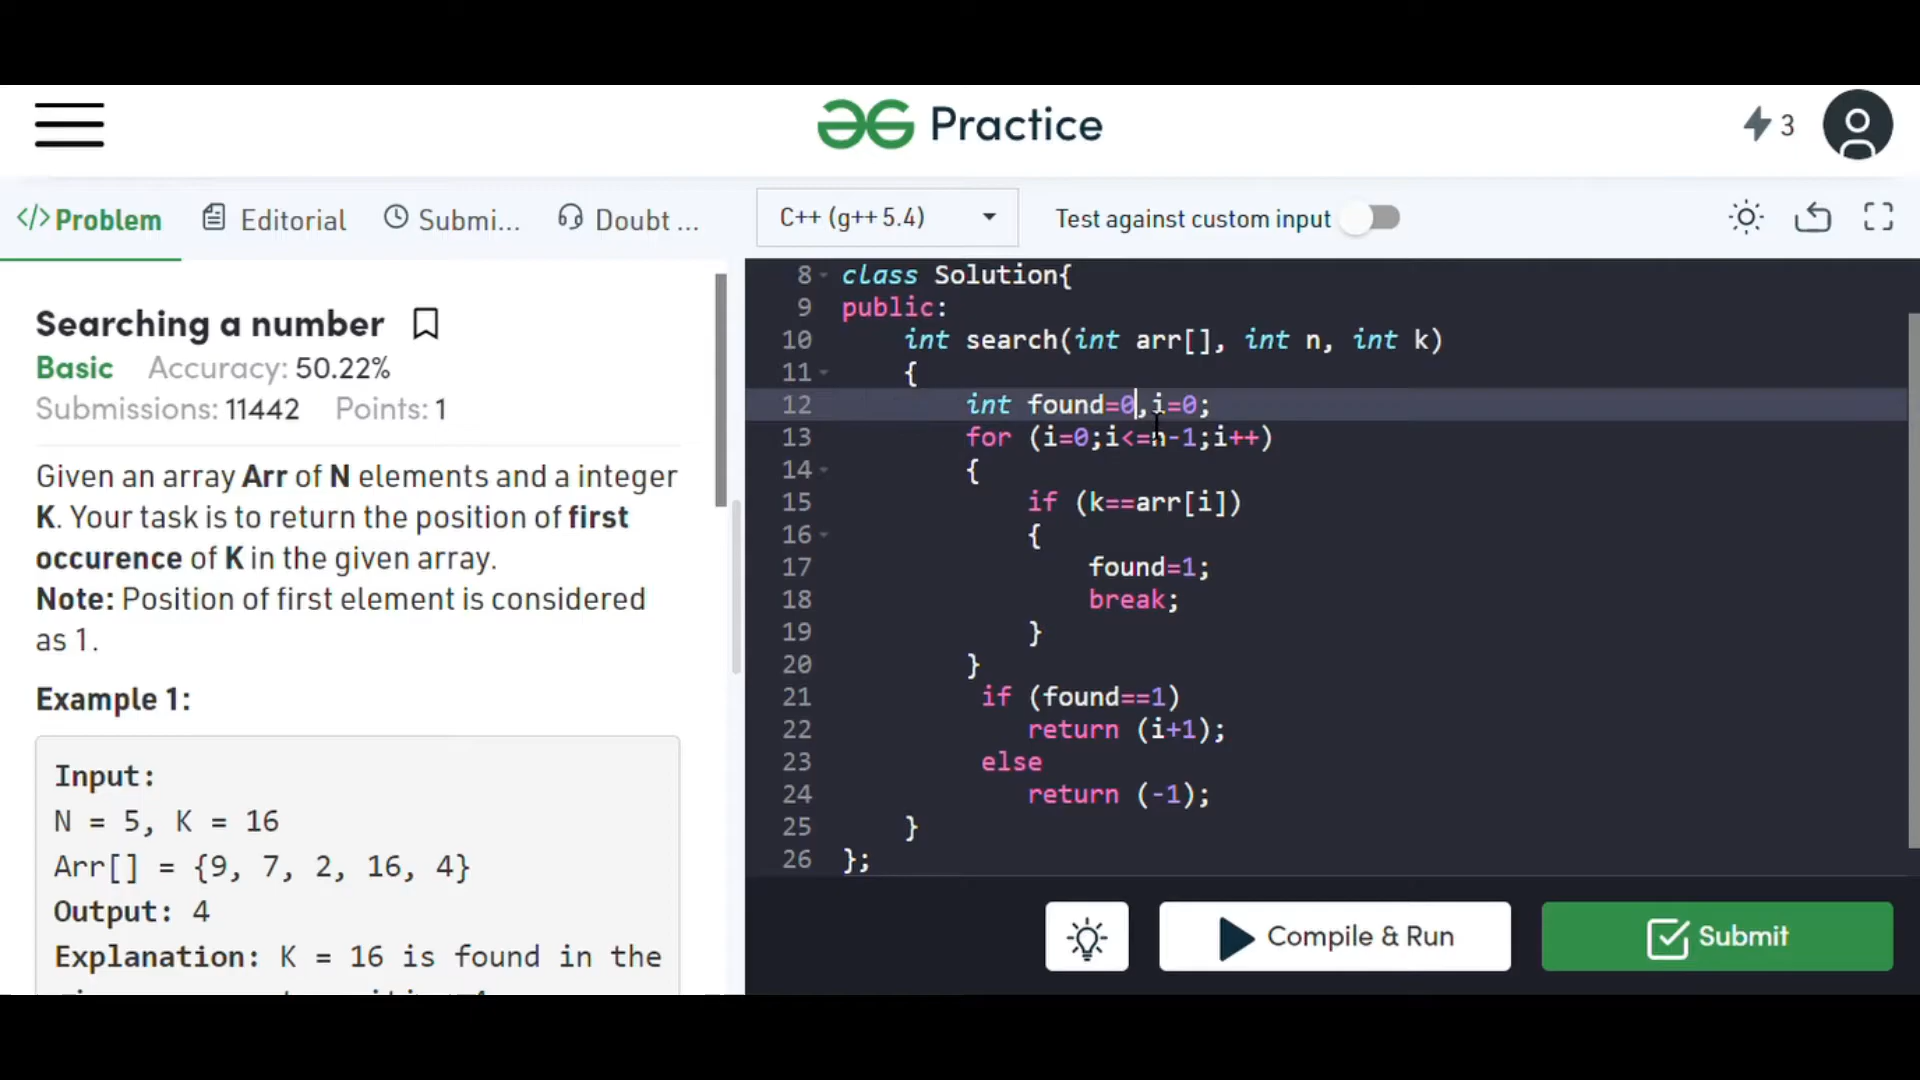 Practice
3
</> Problem
Editorial
Submi...
Doubt ...
C++ (g++ 5.4)
Test against custom input
Searching a number
Basic Accuracy: 50.22%
Submissions: 11442 Points: 1
Given an array Arr of N elements and a integer
K. Your task is to return the position of first
occurence of K in the given array.
Note: Position of first element is considered
as 1.
Example 1:
Input:
N = 5, K = 16
Arr[] = {9, 7, 2, 16, 4}
Output: 4
Explanation: K = 16 is found in the
8 class Solution{
9 public:
10 int search(int arr[], int n, int k)
11 {
12 int found=0,i=0;
13 for (i=0;i<=n-1;i++)
14 {
15 if (k==arr[i])
16 {
17 found=1;
18 break;
19 }
20 }
21 if (found==1)
22 return (i+1);
23 else
24 return (-1);
25 }
26 };
Compile & Run
Submit